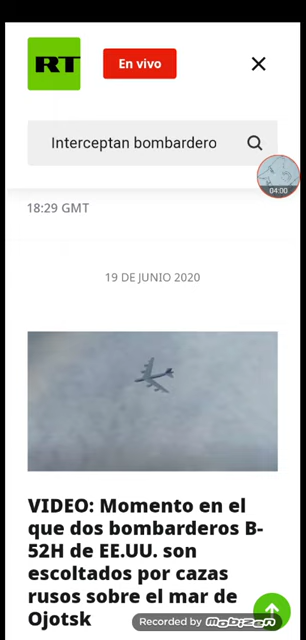 RT
En vivo
Interceptan bombardero
04:00
18:29 GMT
19 DE JUNIO 2020
VIDEO: Momento en el
que dos bombarderos B-
52H de EE.UU. son
escoltados por cazas
rusos sobre el mar de
Ojotsk
Recorded by mobizen